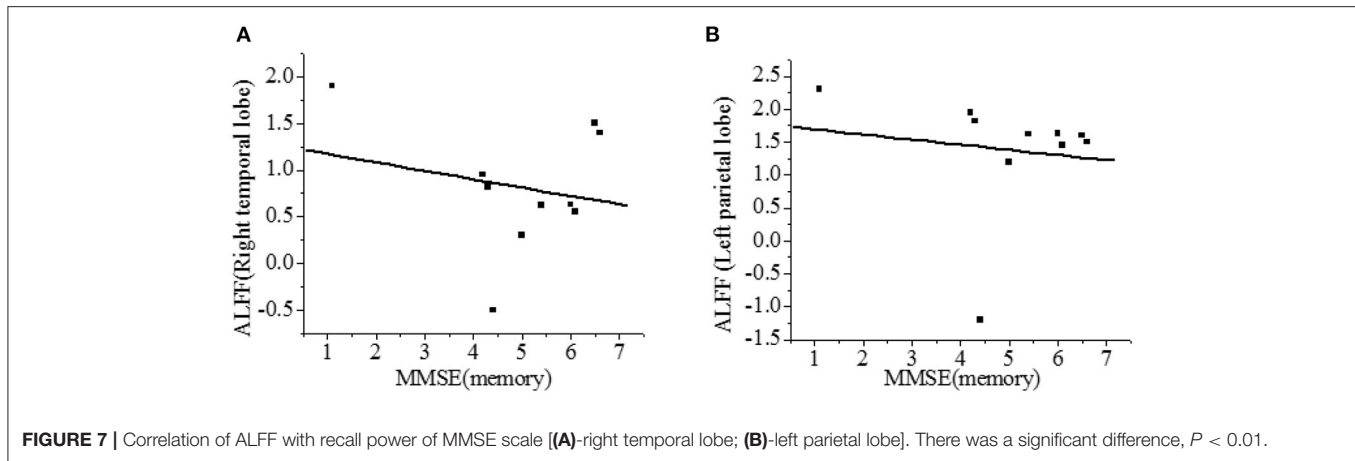 A
ALFF(Right temporal lobe)
2.0
1.5
1.0
0.5
0.0
-0.5
1 2 3 4 5 6 7
MMSE(memory)
B
ALFF (Left parietal lobe)
2.5
2.0
1.5
1.0
0.5
0.0
-0.5
-1.0
-1.5
1 2 3 4 5 6 7
MMSE(memory)
FIGURE 7 | Correlation of ALFF with recall power of MMSE scale [(A)-right temporal lobe; (B)-left parietal lobe]. There was a significant difference, P < 0.01.